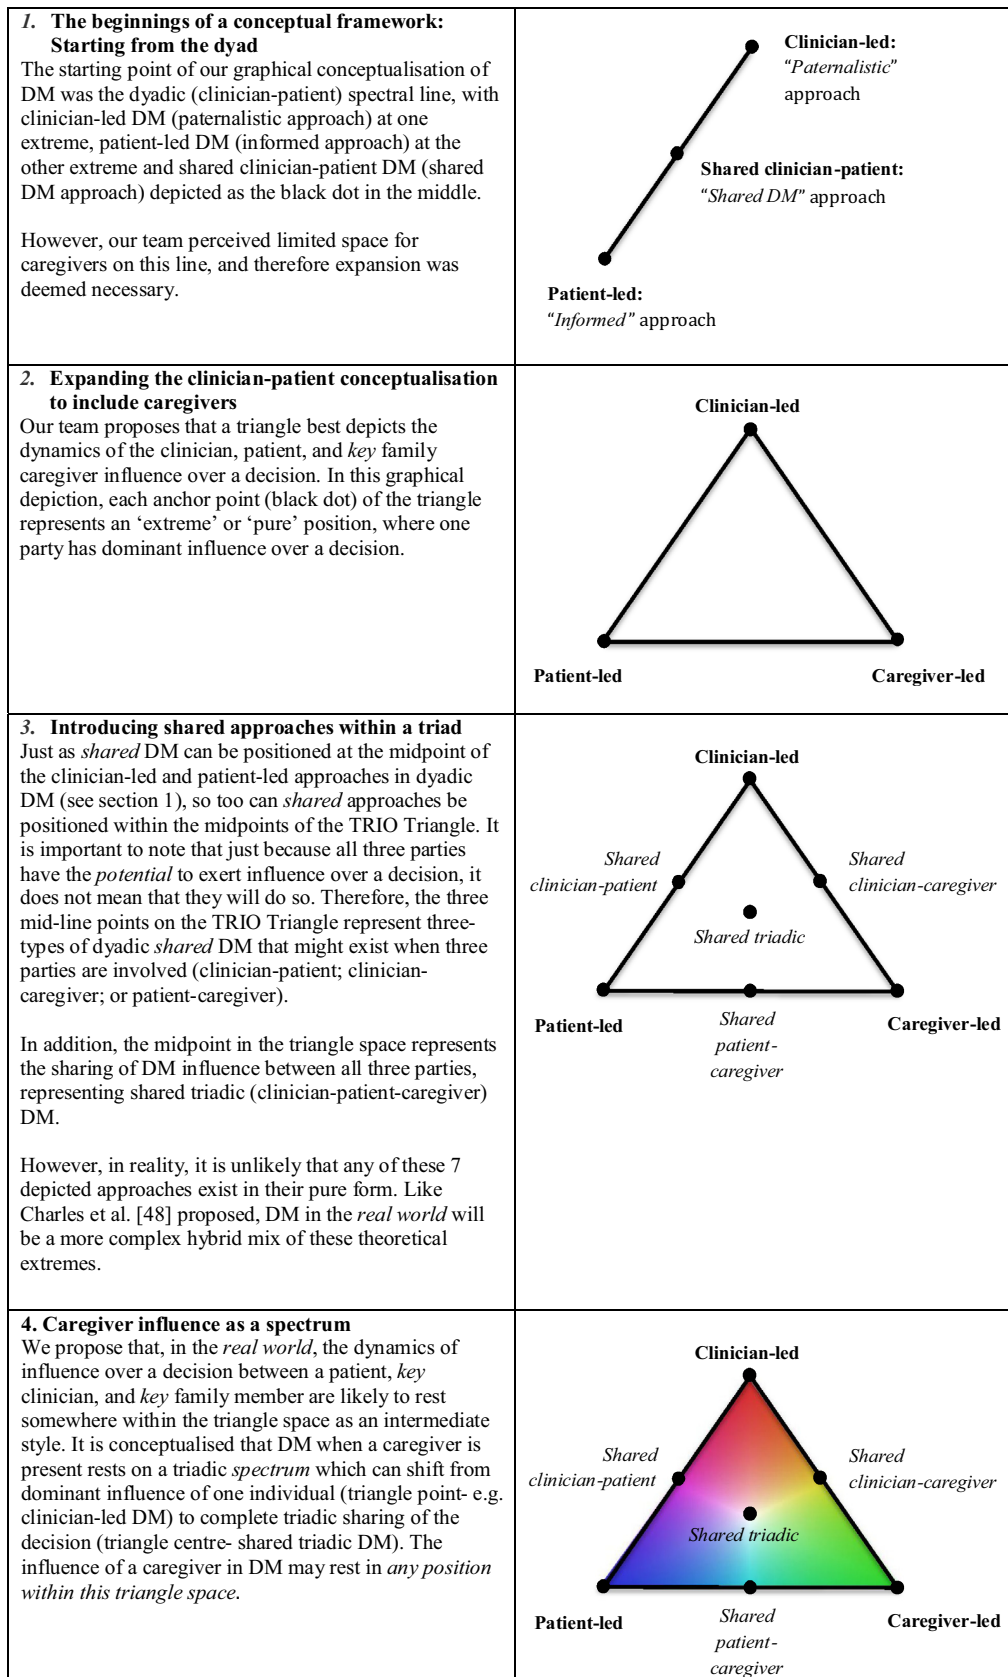 1. The beginnings of a conceptual framework:
Starting from the dyad
The starting point of our graphical conceptualisation of
DM was the dyadic (clinician-patient) spectral line, with
clinician-led DM (paternalistic approach) at one
extreme, patient-led DM (informed approach) at the
other extreme and shared clinician-patient DM (shared
DM approach) depicted as the black dot in the middle.
However, our team perceived limited space for
caregivers on this line, and therefore expansion was
deemed necessary.
Clinician-led:
"Paternalistic"
approach
Shared clinician-patient:
"Shared DM" approach
Patient-led:
"Informed" approach
2. Expanding the clinician-patient conceptualisation
to include caregivers
Our team proposes that a triangle best depicts the
dynamics of the clinician, patient, and key family
caregiver influence over a decision. In this graphical
depiction, each anchor point (black dot) of the triangle
represents an ‘extreme’ or ‘pure’ position, where one
party has dominant influence over a decision.
Clinician-led
Patient-led
Caregiver-led
3. Introducing shared approaches within a triad
Just as shared DM can be positioned at the midpoint of
the clinician-led and patient-led approaches in dyadic
DM (see section 1), so too can shared approaches be
positioned within the midpoints of the TRIO Triangle. It
is important to note that just because all three parties
have the potential to exert influence over a decision, it
does not mean that they will do so. Therefore, the three
mid-line points on the TRIO Triangle represent three-
types of dyadic shared DM that might exist when three
parties are involved (clinician-patient; clinician-
caregiver; or patient-caregiver).
In addition, the midpoint in the triangle space represents
the sharing of DM influence between all three parties,
representing shared triadic (clinician-patient-caregiver)
DM.
However, in reality, it is unlikely that any of these 7
depicted approaches exist in their pure form. Like
Charles et al. [48] proposed, DM in the real world will
be a more complex hybrid mix of these theoretical
extremes.
Clinician-led
Shared
clinician-patient
Shared
clinician-caregiver
Shared triadic
Patient-led
Shared
patient-
caregiver
Caregiver-led
4. Caregiver influence as a spectrum
We propose that, in the real world, the dynamics of
influence over a decision between a patient, key
clinician, and key family member are likely to rest
somewhere within the triangle space as an intermediate
style. It is conceptualised that DM when a caregiver is
present rests on a triadic spectrum which can shift from
dominant influence of one individual (triangle point- e.g.
clinician-led DM) to complete triadic sharing of the
decision (triangle centre- shared triadic DM). The
influence of a caregiver in DM may rest in any position
within this triangle space.
Clinician-led
Shared
clinician-patient
Shared
clinician-caregiver
Shared triadic
Patient-led
Shared
patient-
caregiver
Caregiver-led